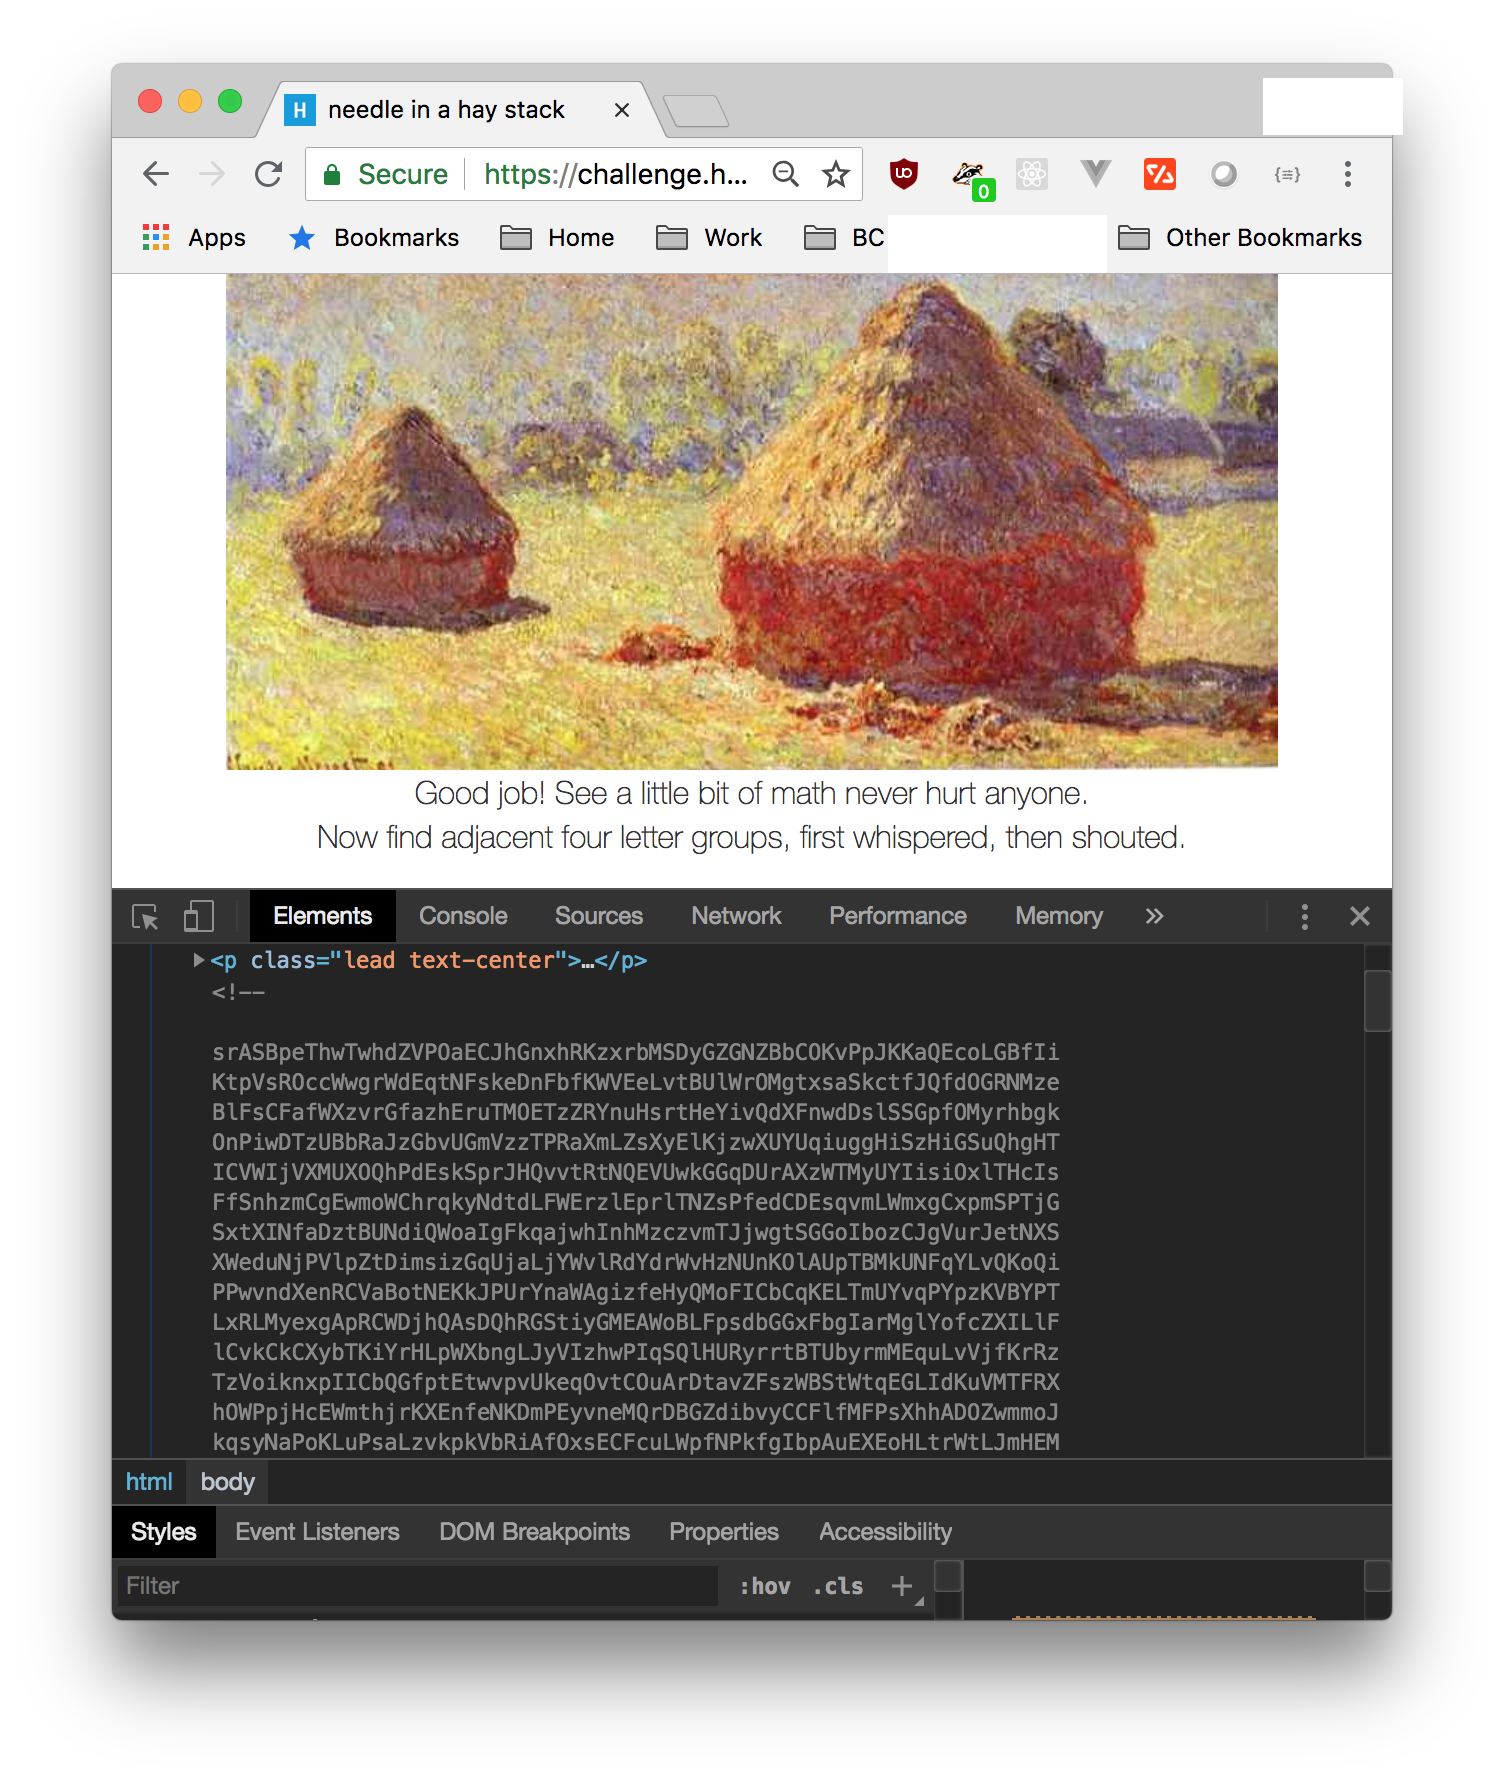 H needle in a hay stack
Secure https://challenge.h...
0
Apps Bookmarks Home Work BC Other Bookmarks
Good job! See a little bit of math never hurt anyone.
Now find adjacent four letter groups, first whispered, then shouted.
Elements Console Sources Network Performance Memory »
<p class="lead text-center">…</p>
<!--
srASBpeThwTwhdZVPOaECJhGnxhRKzxrbMSDyGZGNZBbCOKvPpJKKaQEcoLGBfIi
KtpVsROccWwgrWdEqtNFskeDnFbfKWVEeLvtBUlWrOMgtxsaSkctfJQfdOGRNMze
BlFsCFafWXzvrGfazhEruTMOETzZRYnuHsrtHeYivQdXFnwdDslSSGpfOMyrhbgk
OnPiwDTzUBbRaJzGbvUGmVzzTPRaXmLZsXyElKjzwXUYUqiuggHiSzHiGSuQhgHT
ICVWIjVXMUXOQhPdEskSprJHQvvtRtNQEVUwkGGqDUrAXzWTMyUYIisiOxlTHcIs
FfSnhzmCgEwmoWChrqkyNdtdLFWErzlEprlTNZsPfedCDEsqvmLWmxgCxpmSPTjG
SxtXINfaDztBUNdiQWoaIgFkqajwhInhMzczvmTJjwgtSGGoIbozCJgVurJetNXS
XWeduNjPVlpZtDimsizGqUjaLjYWvlRdYdrWvHzNUnKOlAUpTBMkUNFqYLvQKoQi
PPwvndXenRCVaBotNEKkJPUrYnaWAgizfeHyQMoFICbCqKELTmUYvqPYpzKVBYPT
LxRLMyexgApRCWDjhQAsDQhRGStiyGMEAWoBLFpsdbGGxFbgIarMglYofcZXILlF
lCvkCkCXybTKiYrHLpWXbngLJyVIzhwPIqSQlHURyrrtBTUbyrmMEquLvVjfKrRz
TzVoiknxpIICbQGfptEtwvpvUkeqOvtCOuArDtavZFszWBStWtqEGLIdKuVMTFRX
hOWPpjHcEWmthjrKXEnfeNKDmPEyvneMQrDBGZdibvyCCFlfMFPsXhhADOZwmmoJ
kqsyNaPoKLuPsaLzvkpkVbRiAfOxsECFcuLWpfNPkfgIbpAuEXEoHLtrWtLJmHEM
html body
Styles Event Listeners DOM Breakpoints Properties Accessibility
Filter :hov .cls +